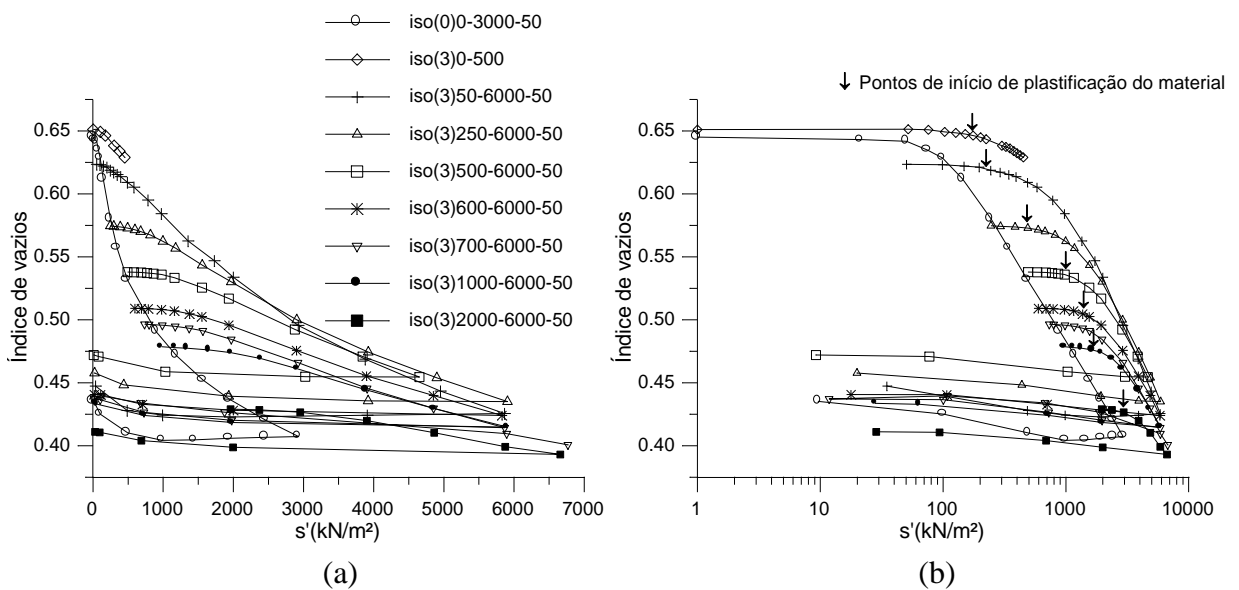 iso(0)0-3000-50
iso(3)0-500
iso(3)50-6000-50
iso(3)250-6000-50
iso(3)500-6000-50
iso(3)600-6000-50
iso(3)700-6000-50
iso(3)1000-6000-50
iso(3)2000-6000-50
Índice de vazios
0.65
0.60
0.55
0.50
0.45
0.40
0 1000 2000 3000 4000 5000 6000 7000
s'(kN/m²)
(a)
↓ Pontos de início de plastificação do material
Índice de vazios
0.65
0.60
0.55
0.50
0.45
0.40
1 10 100 1000 10000
s'(kN/m²)
(b)